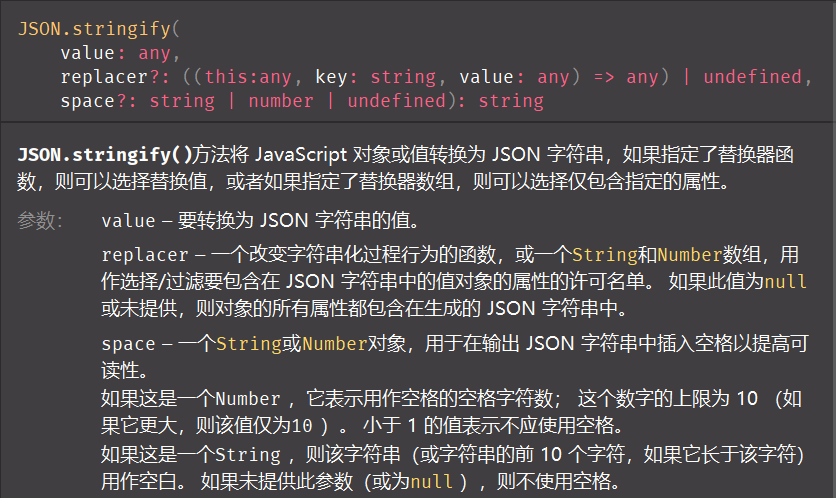 JSON.stringify(
value: any,
replacer?: ((this:any, key: string, value: any) => any) | undefined,
space?: string | number | undefined): string
JSON.stringify()方法将 JavaScript 对象或值转换为 JSON 字符串，如果指定了替换器函
数，则可以选择替换值，或者如果指定了替换器数组，则可以选择仅包含指定的属性。
参数： value – 要转换为 JSON 字符串的值。
replacer – 一个改变字符串化过程行为的函数，或一个String和Number数组，用
作选择/过滤要包含在 JSON 字符串中的值对象的属性的许可名单。 如果此值为null
或未提供，则对象的所有属性都包含在生成的 JSON 字符串中。
space – 一个String或Number对象，用于在输出 JSON 字符串中插入空格以提高可
读性。
如果这是一个Number ，它表示用作空格的空格字符数； 这个数字的上限为 10 （如
果它更大，则该值仅为10 ）。 小于 1 的值表示不应使用空格。
如果这是一个String ，则该字符串（或字符串的前 10 个字符，如果它长于该字符）
用作空白。 如果未提供此参数（或为null ），则不使用空格。